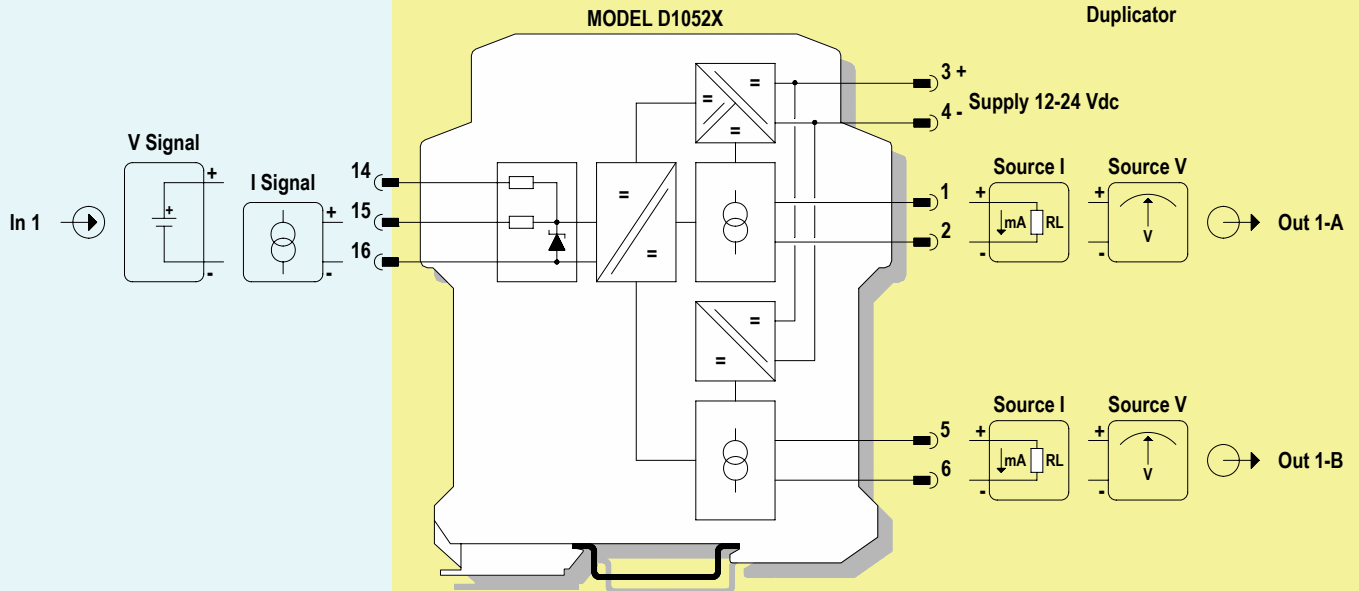 MODEL D1052X
Duplicator
3 +
4 -
Supply 12-24 Vdc
V Signal
+
+
-
I Signal
+
-
In 1
14
15
16
=
=
=
=
=
=
=
1
2
Source I
+
mA
RL
-
Source V
+
V
-
Out 1-A
5
6
Source I
+
mA
RL
-
Source V
+
V
-
Out 1-B